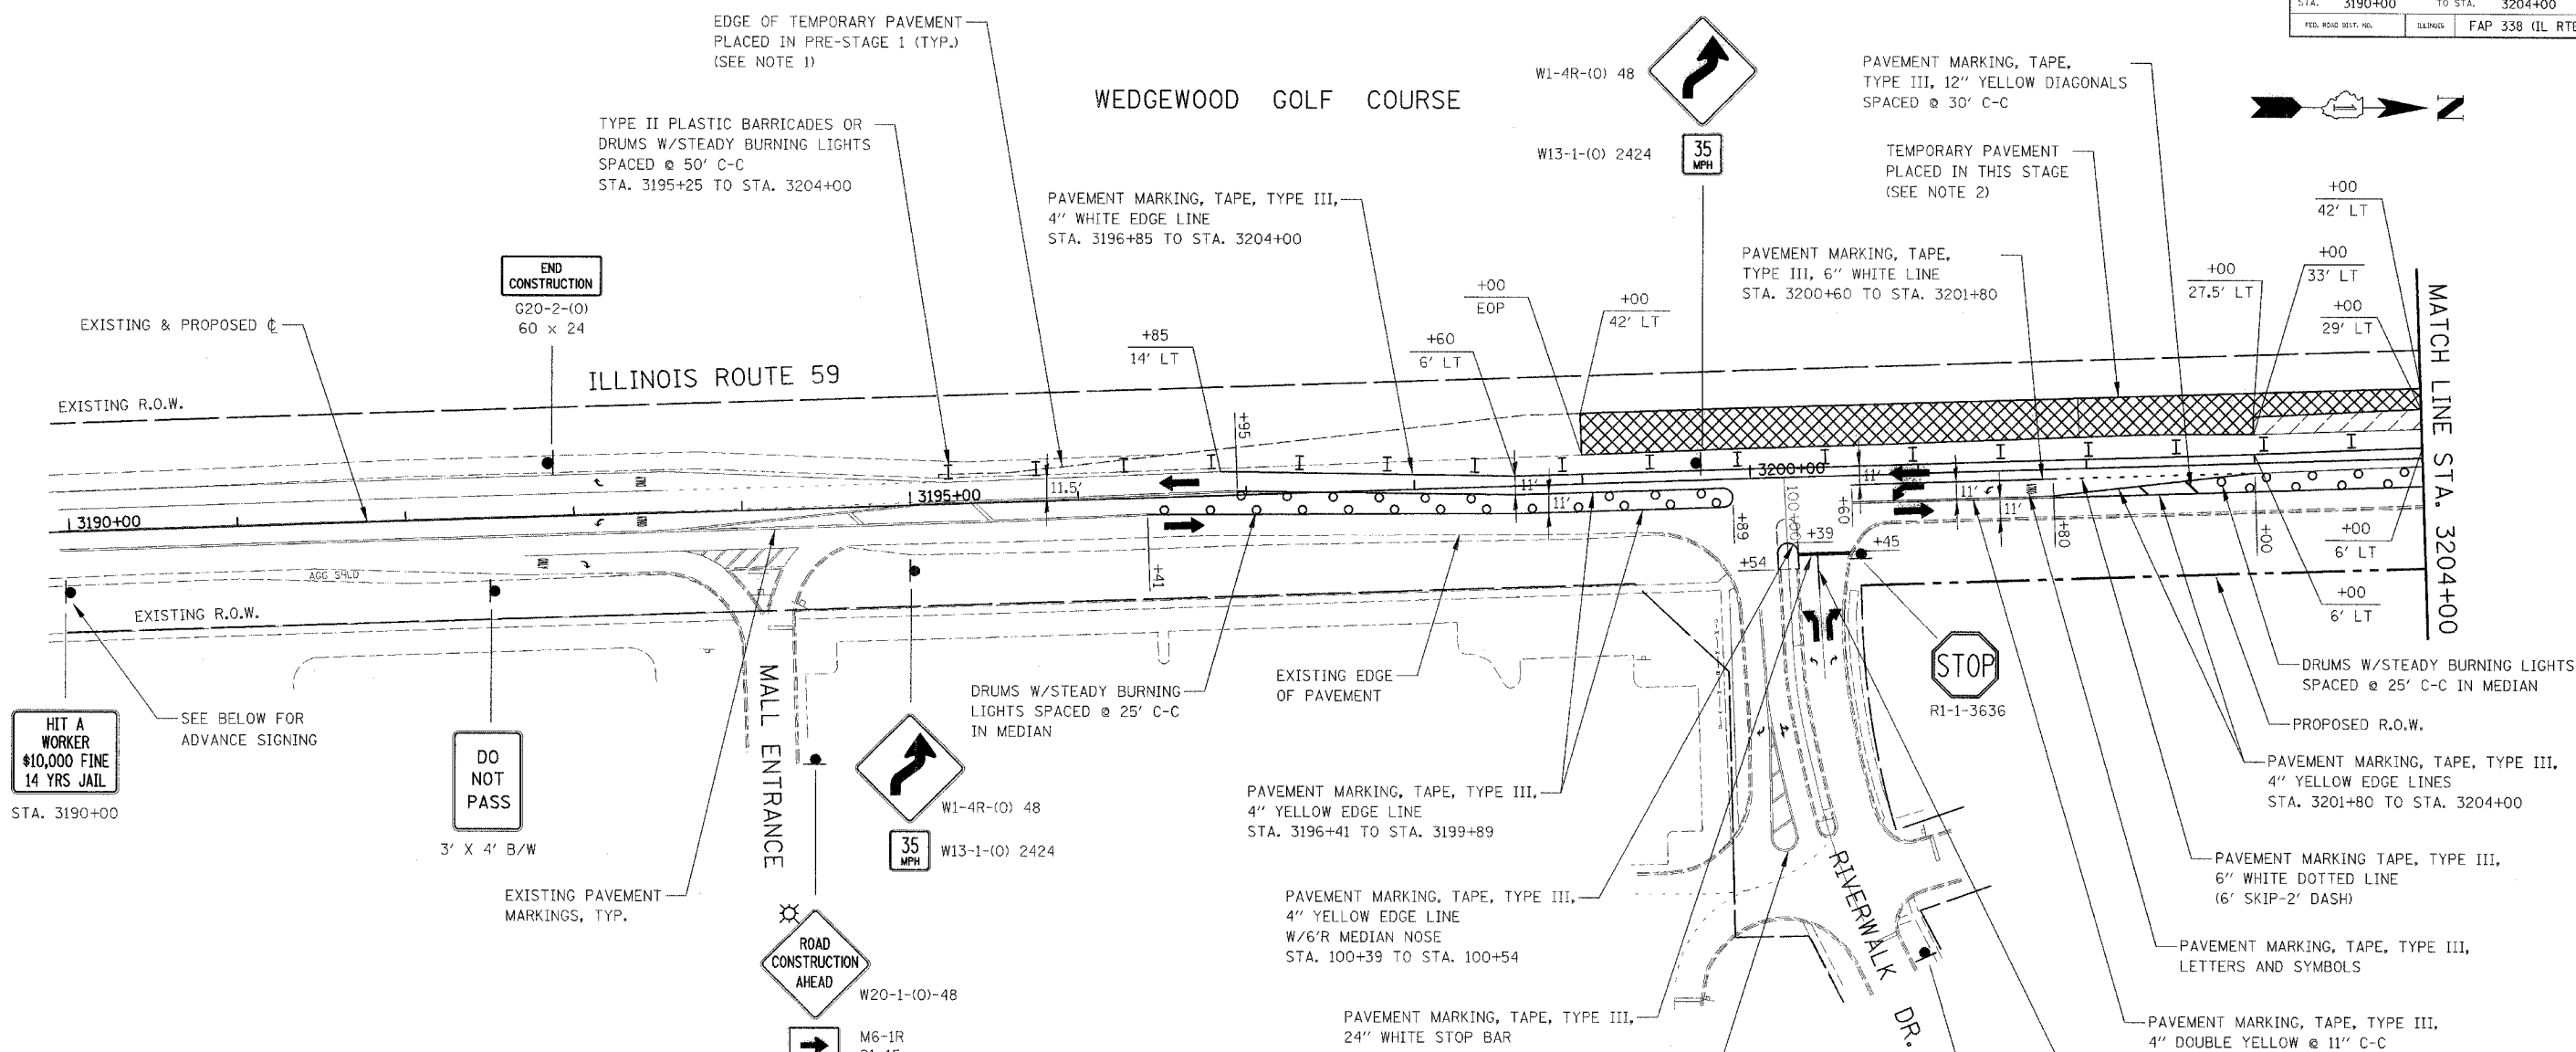 STA. 3190+00 TO STA. 3204+00
FED. ROAD DIST. NO. ILLINOIS FAP 338 (IL RTE
EDGE OF TEMPORARY PAVEMENT
PLACED IN PRE-STAGE 1 (TYP.)
(SEE NOTE 1)
WEDGEWOOD GOLF COURSE
W1-4R-(O) 48
W13-1-(O) 2424
35
MPH
PAVEMENT MARKING, TAPE,
TYPE III, 12" YELLOW DIAGONALS
SPACED @ 30' C-C
N
TYPE II PLASTIC BARRICADES OR
DRUMS W/STEADY BURNING LIGHTS
SPACED @ 50' C-C
STA. 3195+25 TO STA. 3204+00
TEMPORARY PAVEMENT
PLACED IN THIS STAGE
(SEE NOTE 2)
PAVEMENT MARKING, TAPE, TYPE III,
4" WHITE EDGE LINE
STA. 3196+85 TO STA. 3204+00
PAVEMENT MARKING, TAPE,
TYPE III, 6" WHITE LINE
STA. 3200+60 TO STA. 3201+80
+00
42' LT
+00
33' LT
+00
27.5' LT
+00
29' LT
END
CONSTRUCTION
G20-2-(O)
60 x 24
EXISTING & PROPOSED ℄
ILLINOIS ROUTE 59
+85
14' LT
+60
6' LT
+00
EOP
+00
42' LT
MATCH LINE STA. 3204+00
EXISTING R.O.W.
+95
3190+00
3195+00
3200+00
11.5'
11'
11'
11'
11'
11'
100+00
+41
+89
+60
+80
+00
+39
+45
+54
+00
6' LT
+00
6' LT
AGG SHLD
EXISTING R.O.W.
HIT A
WORKER
$10,000 FINE
14 YRS JAIL
STA. 3190+00
SEE BELOW FOR
ADVANCE SIGNING
DO
NOT
PASS
3' X 4' B/W
MALL ENTRANCE
EXISTING PAVEMENT
MARKINGS, TYP.
W1-4R-(O) 48
35
MPH
W13-1-(O) 2424
DRUMS W/STEADY BURNING
LIGHTS SPACED @ 25' C-C
IN MEDIAN
EXISTING EDGE
OF PAVEMENT
STOP
R1-1-3636
DRUMS W/STEADY BURNING LIGHTS
SPACED @ 25' C-C IN MEDIAN
PROPOSED R.O.W.
PAVEMENT MARKING, TAPE, TYPE III,
4" YELLOW EDGE LINES
STA. 3201+80 TO STA. 3204+00
PAVEMENT MARKING, TAPE, TYPE III,
4" YELLOW EDGE LINE
STA. 3196+41 TO STA. 3199+89
PAVEMENT MARKING, TAPE, TYPE III,
4" YELLOW EDGE LINE
W/6'R MEDIAN NOSE
STA. 100+39 TO STA. 100+54
RIVERWALK DR.
PAVEMENT MARKING TAPE, TYPE III,
6" WHITE DOTTED LINE
(6' SKIP-2' DASH)
PAVEMENT MARKING, TAPE, TYPE III,
LETTERS AND SYMBOLS
ROAD
CONSTRUCTION
AHEAD
W20-1-(O)-48
M6-1R
PAVEMENT MARKING, TAPE, TYPE III,
24" WHITE STOP BAR
PAVEMENT MARKING, TAPE, TYPE III,
4" DOUBLE YELLOW @ 11" C-C